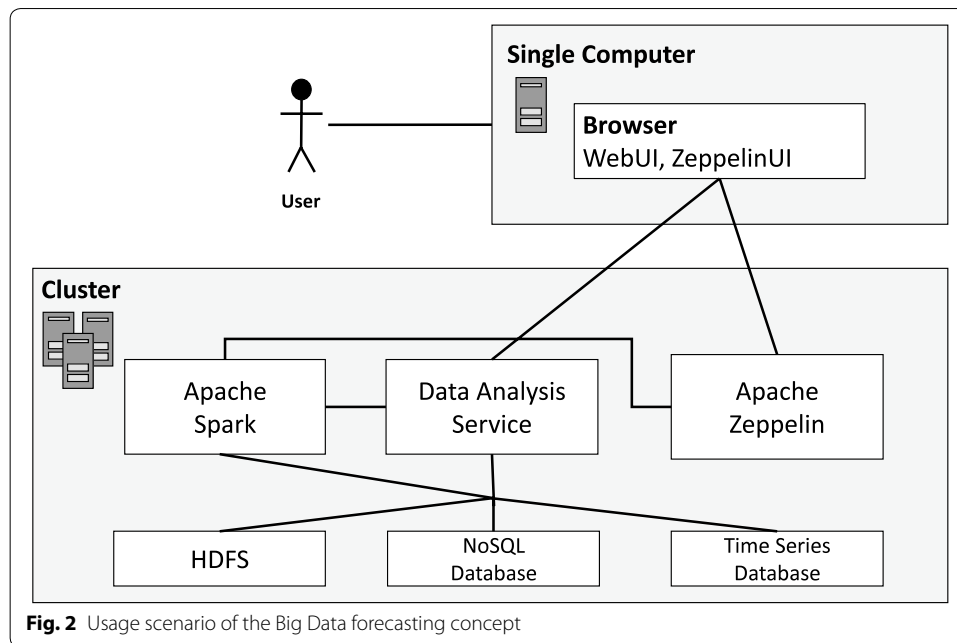 Single Computer
Browser
WebUI, ZeppelinUI
User
Cluster
Apache
Spark
Data Analysis
Service
Apache
Zeppelin
HDFS
NoSQL
Database
Time Series
Database
Fig. 2 Usage scenario of the Big Data forecasting concept